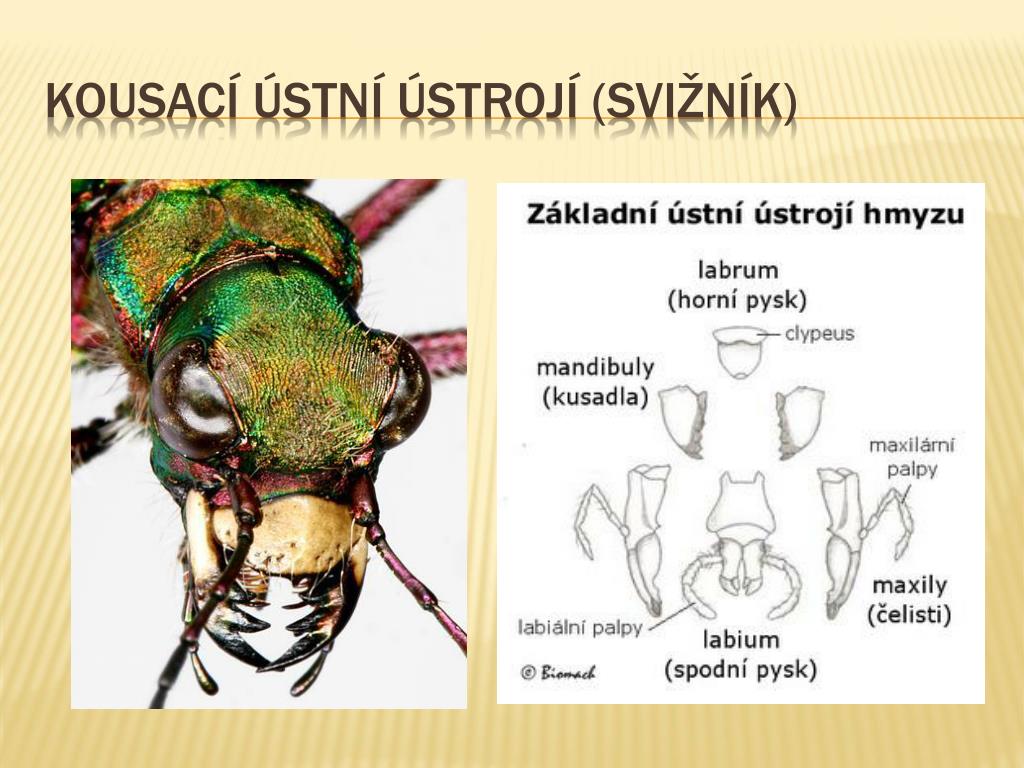 KOUSACÍ ÚSTNÍ ÚSTROJÍ (SVIŽNÍK)
Základní ústní ústrojí hmyzu
labrum
(horní pysk)
clypeus
mandibuly
(kusadla)
maxilární
palpy
maxily
(čelisti)
labiální palpy
labium
(spodní pysk)
© Biomach